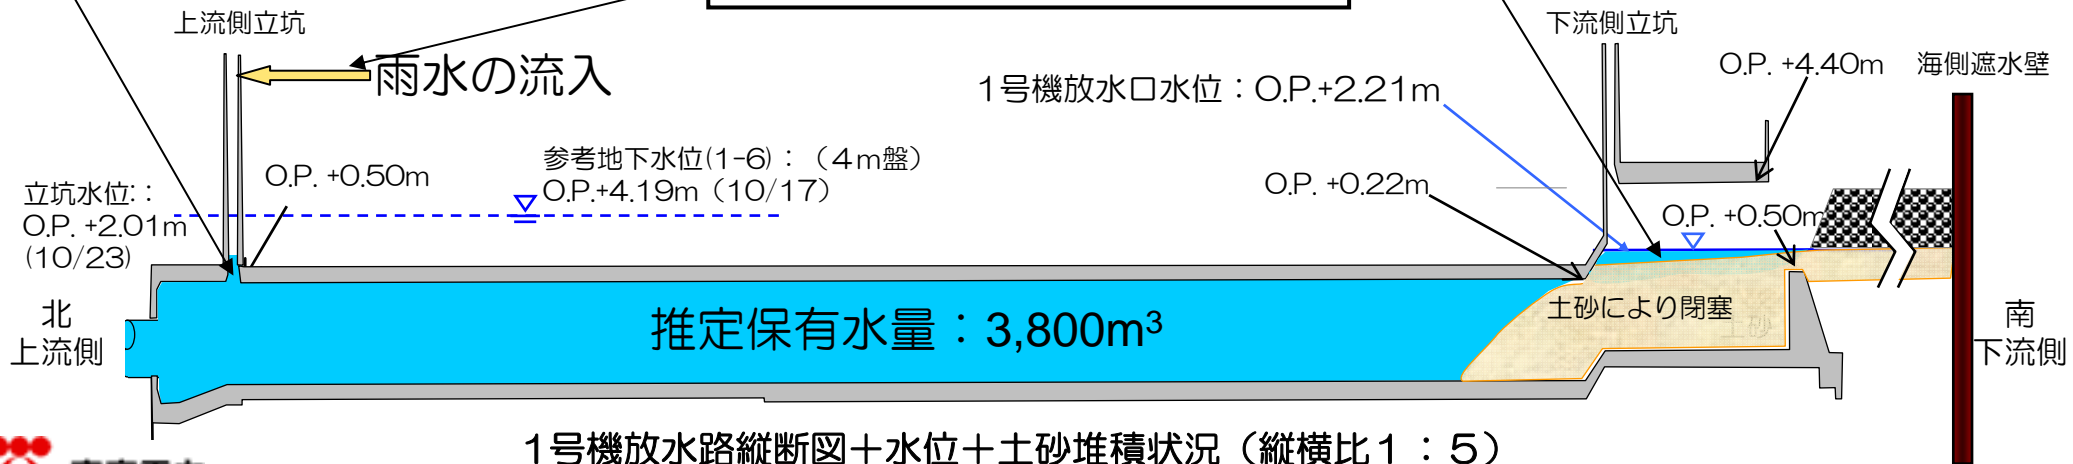 上流側立坑
下流側立坑
雨水の流入
1号機放水口水位：O.P.+2.21m
O.P. +4.40m
海側遮水壁
参考地下水位(1-6)：（4m盤）
O.P.+4.19m（10/17）
O.P. +0.50m
立坑水位:：
O.P. +2.01m
(10/23)
O.P. +0.22m
O.P. +0.50m
北
上流側
推定保有水量：3,800m³
土砂により閉塞
土砂
南
下流側
1号機放水路縦断図＋水位＋土砂堆積状況（縦横比1：5）